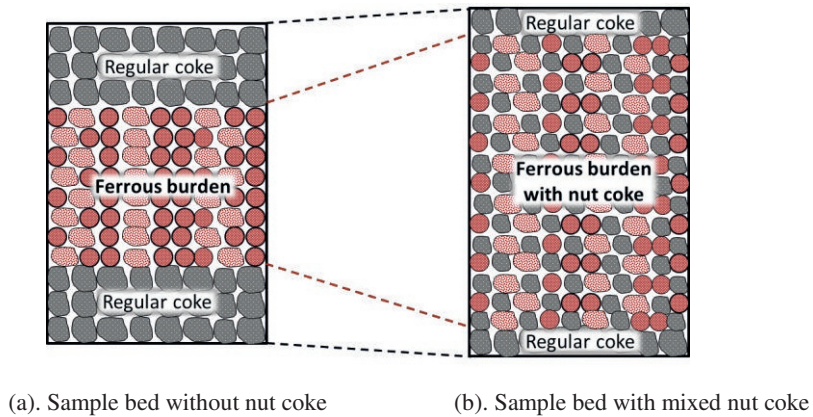 Regular coke
Regular coke
Ferrous burden
Ferrous burden
with nut coke
Regular coke
Regular coke
(a). Sample bed without nut coke
(b). Sample bed with mixed nut coke